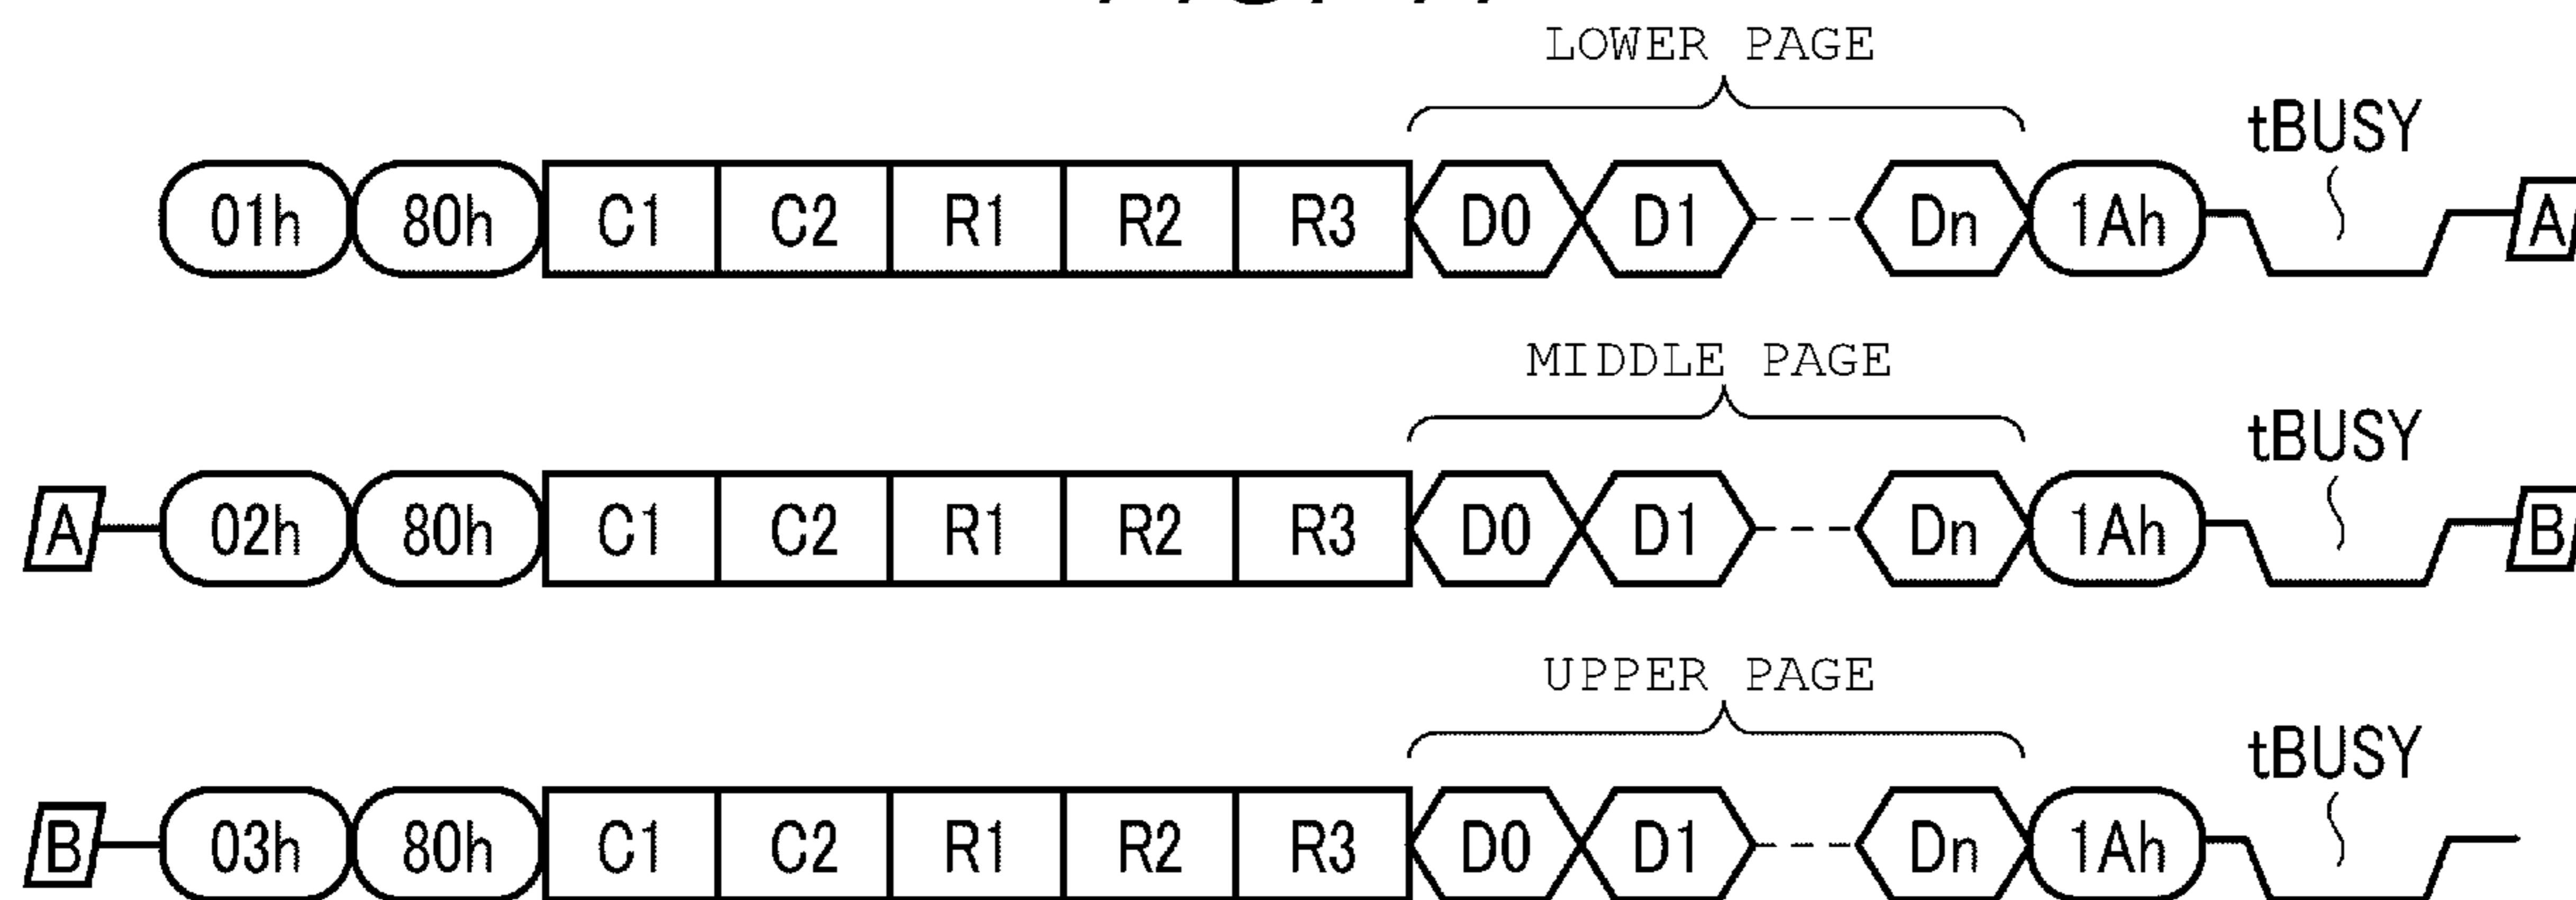 LOWER PAGE
tBUSY
01h 80h C1 C2 R1 R2 R3 D0 D1 Dn 1Ah A
MIDDLE PAGE
tBUSY
A 02h 80h C1 C2 R1 R2 R3 D0 D1 Dn 1Ah B
UPPER PAGE
tBUSY
B 03h 80h C1 C2 R1 R2 R3 D0 D1 Dn 1Ah